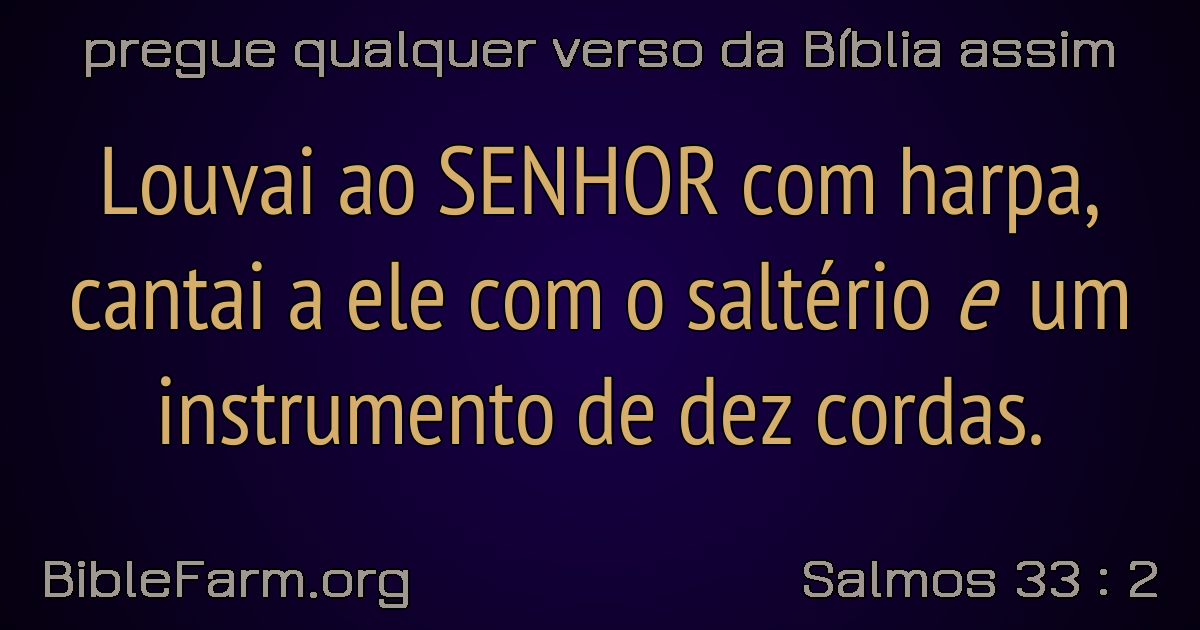 pregue qualquer verso da Bíblia assim
Louvai ao SENHOR com harpa,
cantai a ele com o saltério e um
instrumento de dez cordas.
BibleFarm.org
Salmos 33 : 2